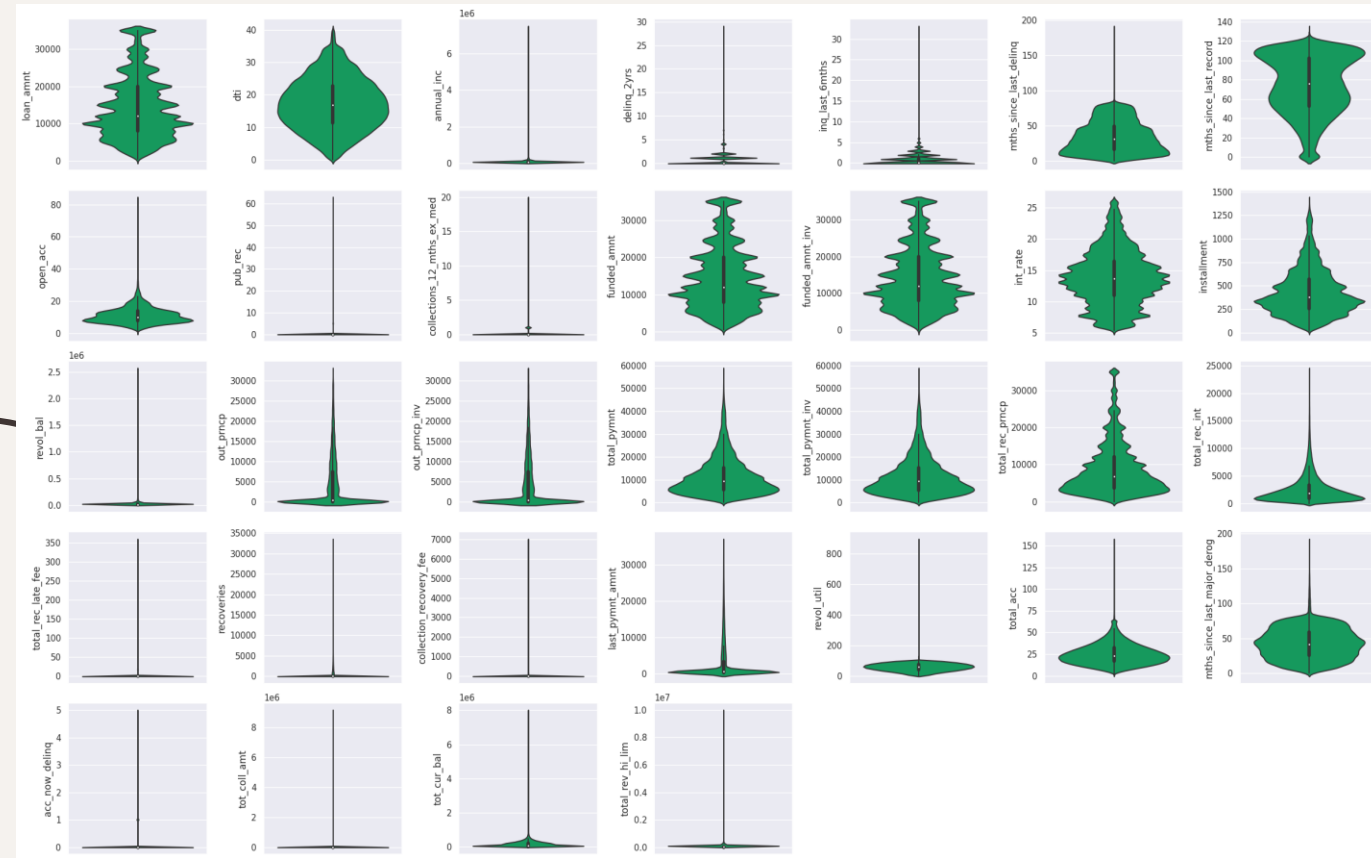 1e6
loan_amnt 0 10000 20000 30000
dti 0 10 20 30 40
annual_inc 0 2 4 6
delinq_2yrs 0 5 10 15 20 25 30
inq_last_6mths 0 5 10 15 20 25 30
mths_since_last_delinq 0 50 100 150 200
mths_since_last_record 0 20 40 60 80 100 120 140
open_acc 0 20 40 60 80
pub_rec 0 10 20 30 40 50 60
collections_12_mths_ex_med 0 5 10 15 20
funded_amnt 0 10000 20000 30000
funded_amnt_inv 0 10000 20000 30000
int_rate 5 10 15 20 25
installment 0 250 500 750 1000 1250 1500
1e6
revol_bal 0.0 0.5 1.0 1.5 2.0 2.5
out_prncp 0 5000 10000 15000 20000 25000 30000
out_prncp_inv 0 5000 10000 15000 20000 25000 30000
total_pymnt 0 10000 20000 30000 40000 50000 60000
total_pymnt_inv 0 10000 20000 30000 40000 50000 60000
total_rec_prncp 0 10000 20000 30000
total_rec_int 0 5000 10000 15000 20000 25000
total_rec_late_fee 0 50 100 150 200 250 300 350
recoveries 0 5000 10000 15000 20000 25000 30000 35000
collection_recovery_fee 0 1000 2000 3000 4000 5000 6000 7000
last_pymnt_amnt 0 10000 20000 30000
revol_util 0 200 400 600 800
total_acc 0 25 50 75 100 125 150
mths_since_last_major_derog 0 50 100 150 200
1e6 1e6 1e7
acc_now_delinq 0 1 2 3 4 5
tot_coll_amt 0 2 4 6 8
tot_cur_bal 0 2 4 6 8
total_rev_hi_lim 0.0 0.2 0.4 0.6 0.8 1.0